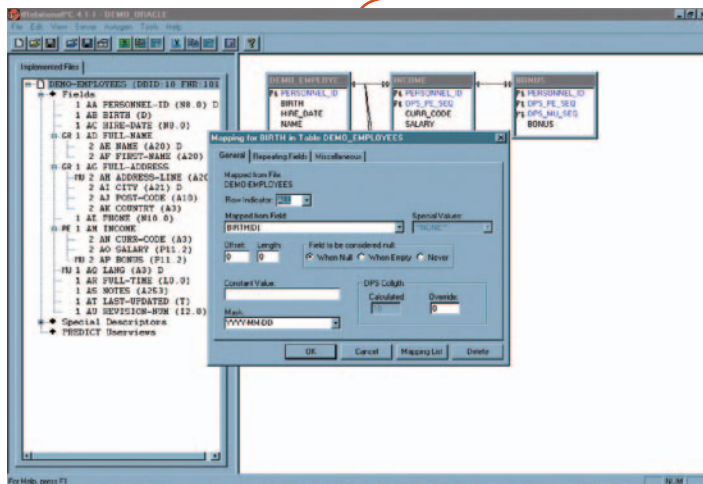 dRelationalPC 4.1.1 - DEMO_ORACLE
File Edit View Server Autogen Tools Help
Implemented Files
DEMO-EMPLOYEES (DDID:10 FNR:101
Fields
1 AA PERSONNEL-ID (N8.0) D
1 AB BIRTH (D)
1 AC HIRE-DATE (N8.0)
GR 1 AD FULL-NAME
2 AE NAME (A20) D
2 AF FIRST-NAME (A20)
GR 1 AG FULL-ADDRESS
MU 2 AH ADDRESS-LINE (A20
2 AI CITY (A21) D
2 AJ POST-CODE (A10)
2 AK COUNTRY (A3)
1 AL PHONE (N10.0)
PE 1 AM INCOME
2 AN CURR-CODE (A3)
2 AO SALARY (P11.2)
MU 2 AP BONUS (P11.2)
MU 1 AQ LANG (A3) D
1 AR FULL-TIME (L0.0)
1 AS NOTES (A253)
1 AT LAST-UPDATED (T)
1 AU REVISION-NUM (I2.0)
Special Descriptors
PREDICT Userviews
DEMO_EMPLOYE...
PERSONNEL_ID
BIRTH
HIRE_DATE
NAME
INCOME
PERSONNEL_ID
DPS_PE_SEQ
CURR_CODE
SALARY
BONUS
PERSONNEL_ID
DPS_PE_SEQ
DPS_MU_SEQ
BONUS
Mapping for BIRTH in Table DEMO_EMPLOYEES
General Repeating Fields Miscellaneous
Mapped from File:
DEMO-EMPLOYEES
Row Indicator:
Mapped from Field: Special Values:
BIRTH(D) **NONE**
Offset: Length: Field to be considered null:
0 0 When Null When Empty Never
Constant Value: DPS Collgth
Calculated: Override:
10 0
Mask:
YYYY-MM-DD
OK Cancel Mapping List Delete
For Help, press F1 NUM